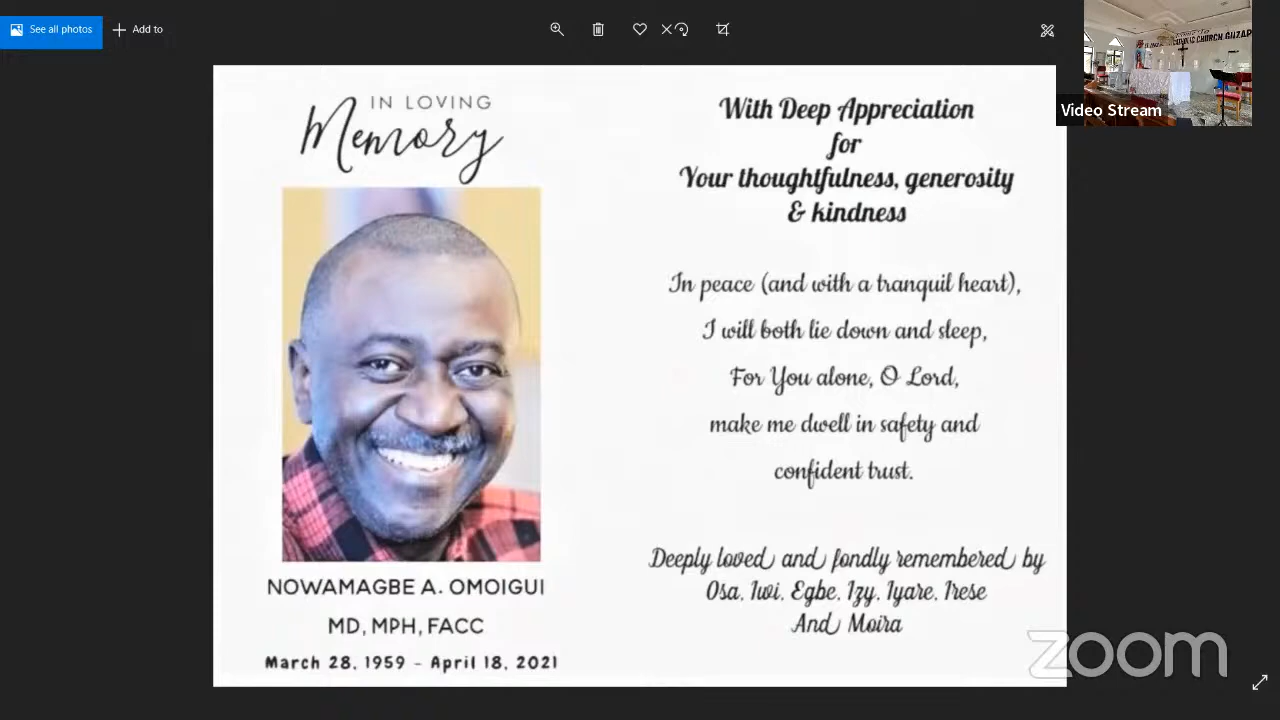 See all photos
Add to
Video Stream
IN LOVING
Memory
NOWAMAGBE A. OMOIGUI
MD, MPH, FACC
March 28, 1959 - April 18, 2021
With Deep Appreciation
for
Your thoughtfulness, generosity
& kindness
In peace (and with a tranquil heart),
I will both lie down and sleep,
For You alone, O Lord,
make me dwell in safety and
confident trust.
Deeply loved and fondly remembered by
Osa, Iwi, Egbe, Izy, Iyare, Irese
And Moira
zoom